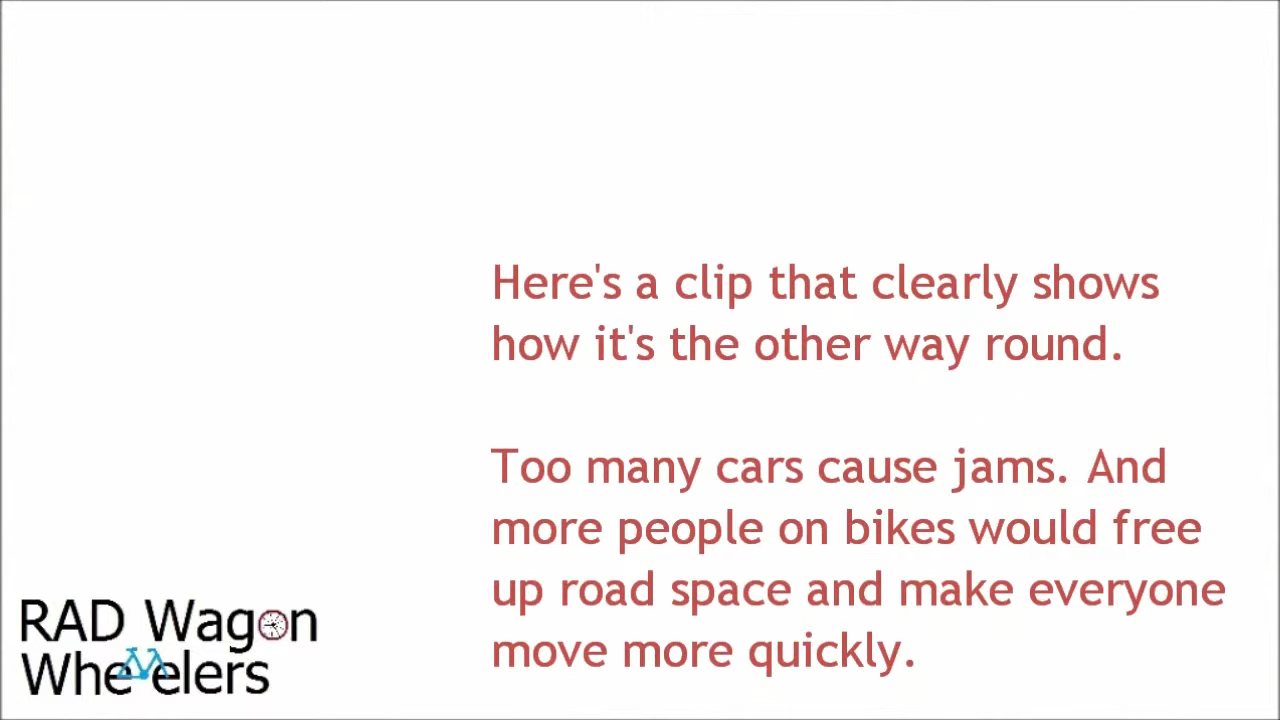 Here's a clip that clearly shows
how it's the other way round.
Too many cars cause jams. And
more people on bikes would free
up road space and make everyone
move more quickly.
RAD Wagon
Wheelers